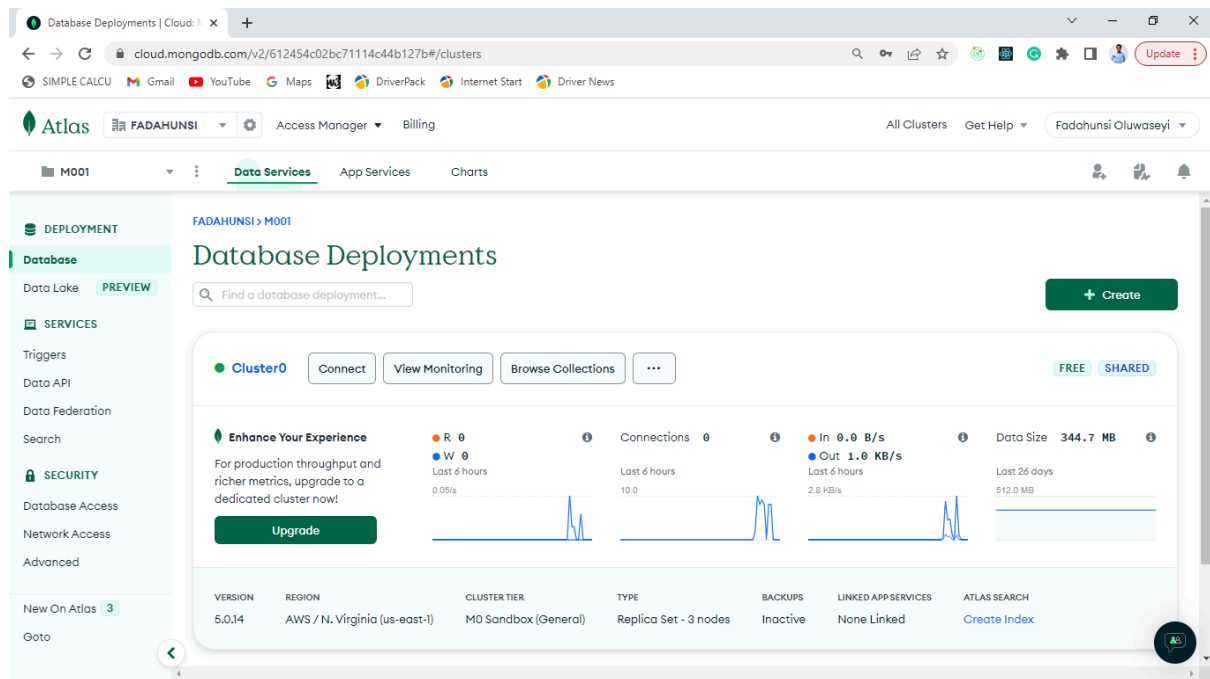 Database Deployments | Cloud: M
cloud.mongodb.com/v2/612454c02bc71114c44b127b#/clusters
Update
SIMPLE CALCU Gmail YouTube Maps DriverPack Internet Start Driver News
Atlas FADAHUNSI Access Manager Billing All Clusters Get Help Fadahunsi Oluwaseyi
M001 Data Services App Services Charts
DEPLOYMENT
Database
Data Lake PREVIEW
SERVICES
Triggers
Data API
Data Federation
Search
SECURITY
Database Access
Network Access
Advanced
New On Atlas 3
Goto
FADAHUNSI > M001
Database Deployments
Find a database deployment...
+ Create
Cluster0 Connect View Monitoring Browse Collections ... FREE SHARED
Enhance Your Experience
For production throughput and
richer metrics, upgrade to a
dedicated cluster now!
Upgrade
R 0
W 0
Last 6 hours
0.05/s
Connections 0
Last 6 hours
10.0
In 0.0 B/s
Out 1.0 KB/s
Last 6 hours
2.8 KB/s
Data Size 344.7 MB
Last 26 days
512.0 MB
VERSION REGION CLUSTER TIER TYPE BACKUPS LINKED APP SERVICES ATLAS SEARCH
5.0.14 AWS / N. Virginia (us-east-1) M0 Sandbox (General) Replica Set - 3 nodes Inactive None Linked Create Index